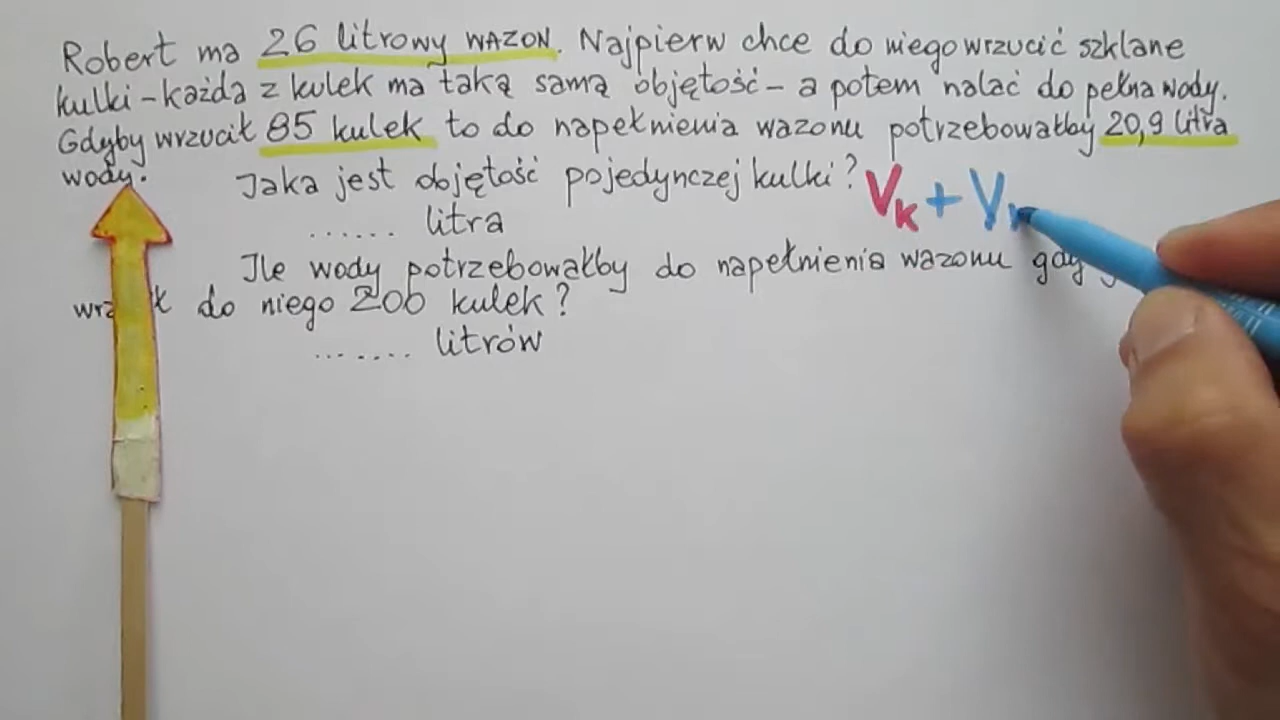 Robert ma 26 litrowy WAZON. Najpierw chce do niego wrzucić szklane
kulki – każda z kulek ma taką samą objętość – a potem nalać do pełna wody.
Gdyby wrzucił 85 kulek to do napełnienia wazonu potrzebowałby 20,9 litra
wody.
Jaka jest objętość pojedynczej kulki? Vk + V
...... litra
Ile wody potrzebowałby do napełnienia wazonu
do niego 200 kulek?
....... litrów